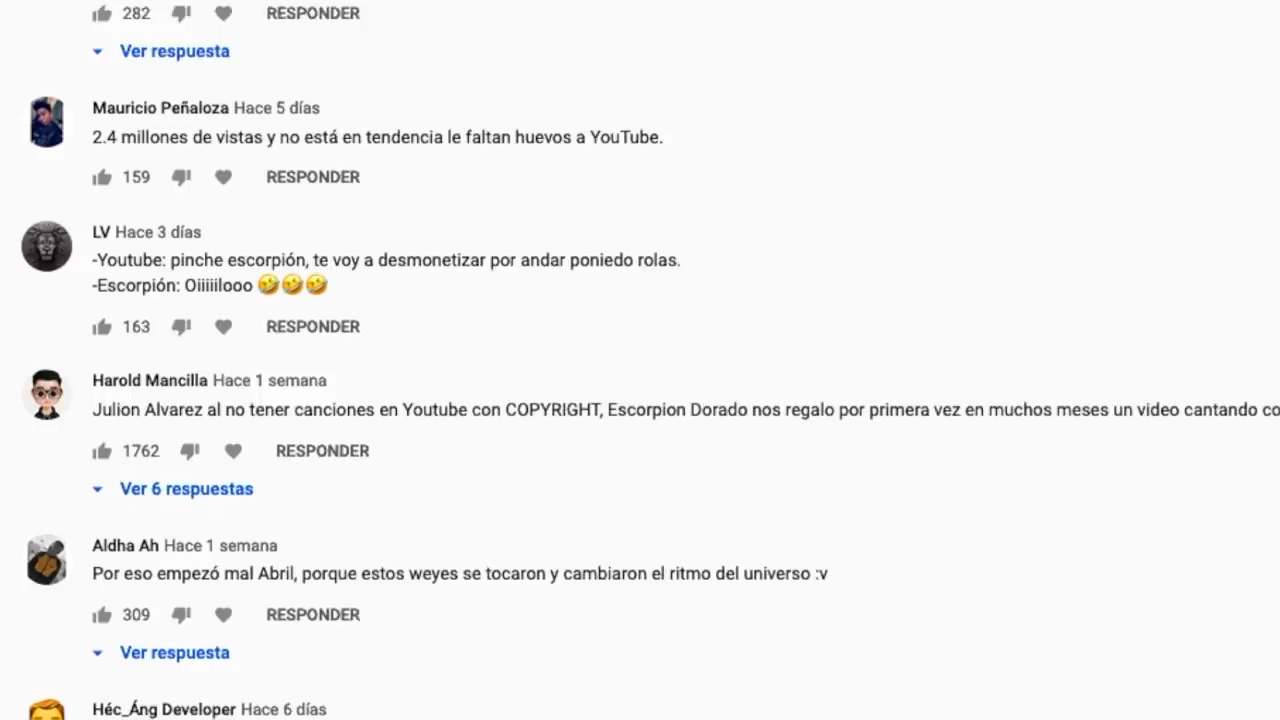 282 RESPONDER
Ver respuesta
Mauricio Peñaloza Hace 5 días
2.4 millones de vistas y no está en tendencia le faltan huevos a YouTube.
159 RESPONDER
LV Hace 3 días
-Youtube: pinche escorpión, te voy a desmonetizar por andar poniedo rolas.
-Escorpión: Oiiiiilooo 🤣🤣🤣
163 RESPONDER
Harold Mancilla Hace 1 semana
Julion Alvarez al no tener canciones en Youtube con COPYRIGHT, Escorpion Dorado nos regalo por primera vez en muchos meses un video cantando co
1762 RESPONDER
Ver 6 respuestas
Aldha Ah Hace 1 semana
Por eso empezó mal Abril, porque estos weyes se tocaron y cambiaron el ritmo del universo :v
309 RESPONDER
Ver respuesta
Héc_Áng Developer Hace 6 días